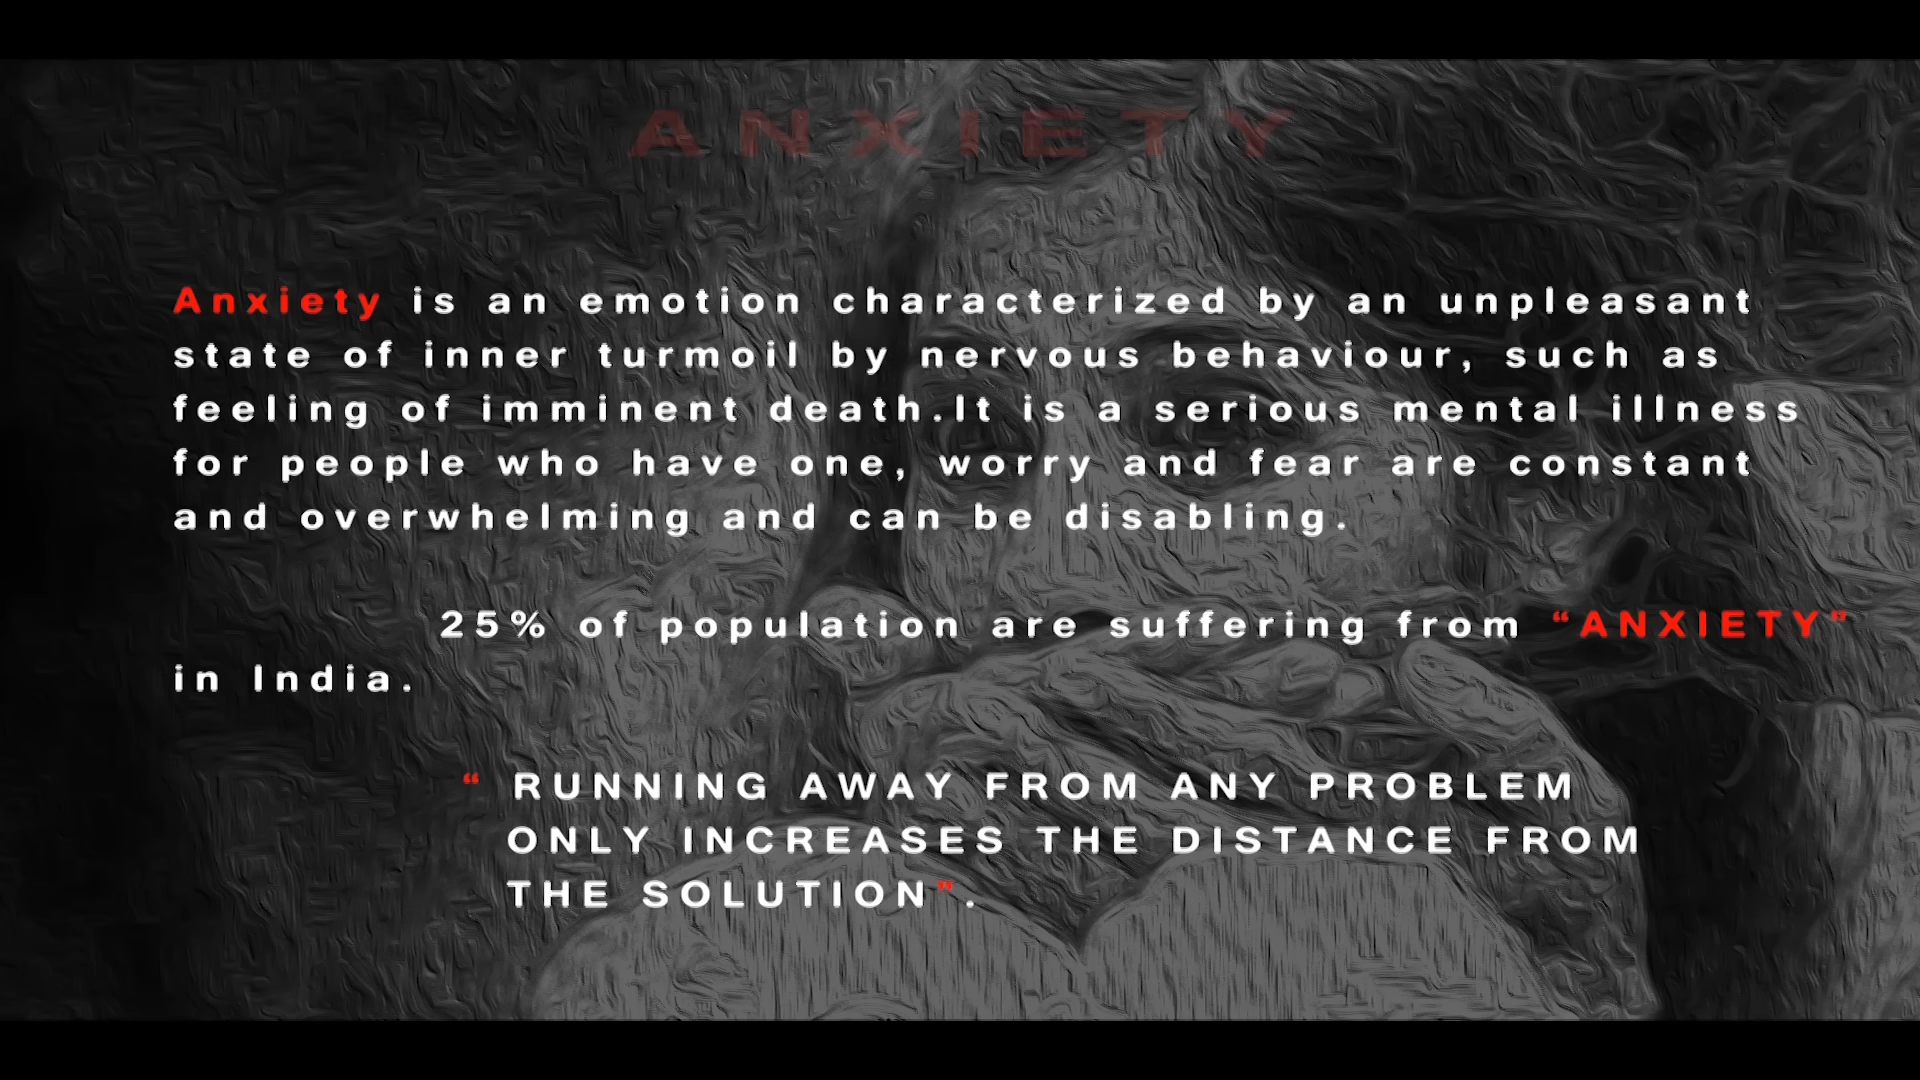 ANXIETY
Anxiety is an emotion characterized by an unpleasant
state of inner turmoil by nervous behaviour, such as
feeling of imminent death.It is a serious mental illness
for people who have one, worry and fear are constant
and overwhelming and can be disabling.
25% of population are suffering from “ANXIETY”
in India.
“ RUNNING AWAY FROM ANY PROBLEM
ONLY INCREASES THE DISTANCE FROM
THE SOLUTION”.